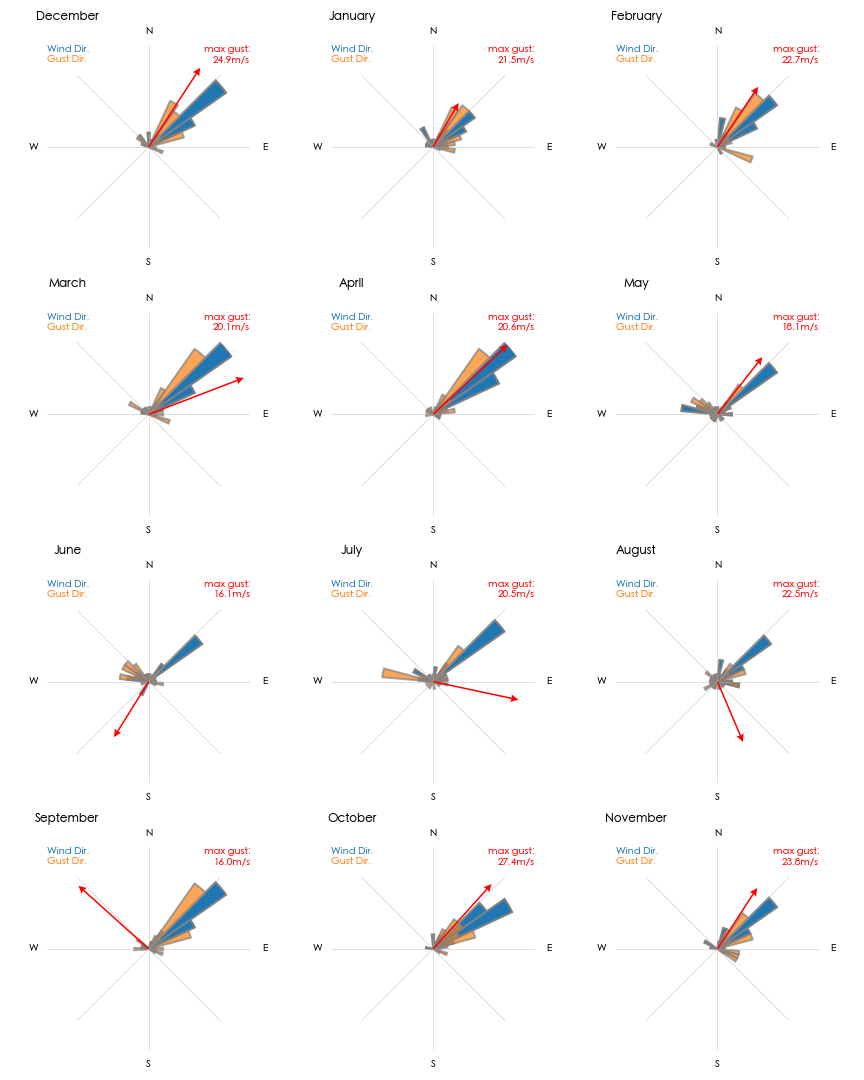 December
January
February
N
N
N
Wind Dir.
Gust Dir.
max gust:
24.9m/s
Wind Dir.
Gust Dir.
max gust:
21.5m/s
Wind Dir.
Gust Dir.
max gust:
22.7m/s
W
E
W
E
W
E
S
S
S
March
April
May
N
N
N
Wind Dir.
Gust Dir.
max gust:
20.1m/s
Wind Dir.
Gust Dir.
max gust:
20.6m/s
Wind Dir.
Gust Dir.
max gust:
18.1m/s
W
E
W
E
W
E
S
S
S
June
July
August
N
N
N
Wind Dir.
Gust Dir.
max gust:
16.1m/s
Wind Dir.
Gust Dir.
max gust:
20.5m/s
Wind Dir.
Gust Dir.
max gust:
22.5m/s
W
E
W
E
W
E
S
S
S
September
October
November
N
N
N
Wind Dir.
Gust Dir.
max gust:
16.0m/s
Wind Dir.
Gust Dir.
max gust:
27.4m/s
Wind Dir.
Gust Dir.
max gust:
23.8m/s
W
E
W
E
W
E
S
S
S